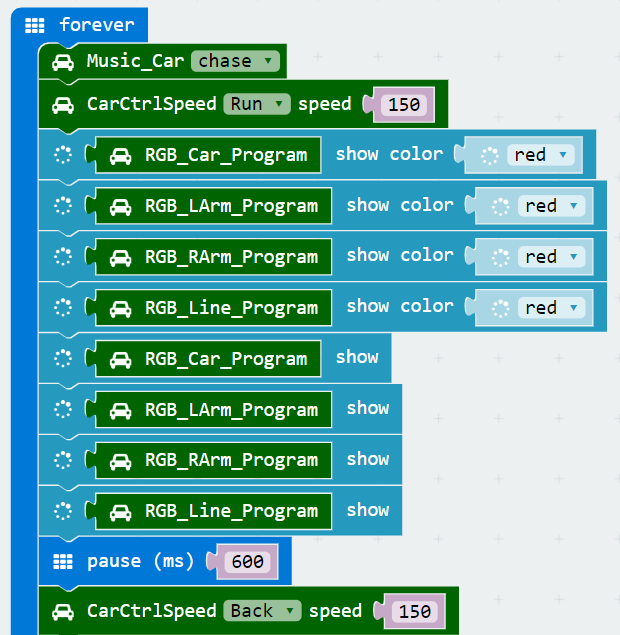 forever
Music_Car chase
CarCtrlSpeed Run speed 150
RGB_Car_Program show color red
RGB_LArm_Program show color red
RGB_RArm_Program show color red
RGB_Line_Program show color red
RGB_Car_Program show
RGB_LArm_Program show
RGB_RArm_Program show
RGB_Line_Program show
pause (ms) 600
CarCtrlSpeed Back speed 150